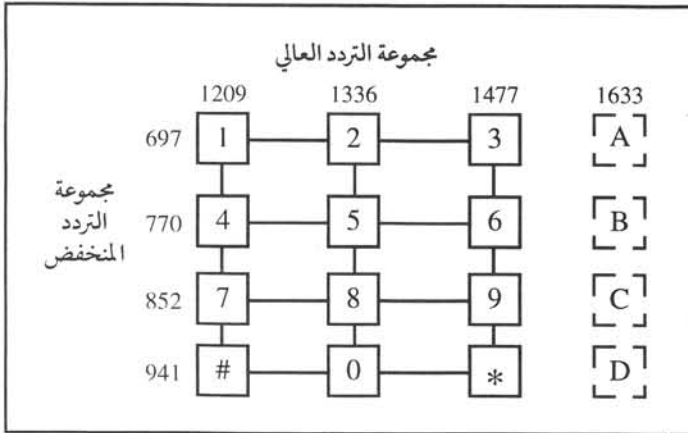 مجموعة التردد العالي
1209 1336 1477 1633
697 1 2 3 A
مجموعة
التردد
المنخفض
770 4 5 6 B
852 7 8 9 C
941 # 0 * D